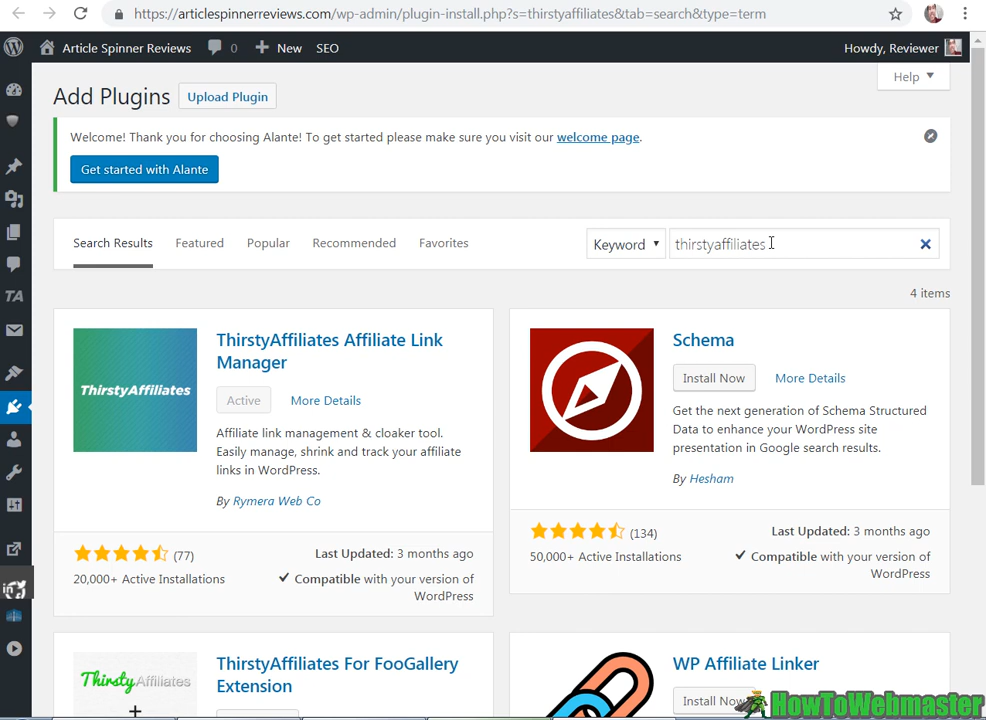 https://articlespinnerreviews.com/wp-admin/plugin-install.php?s=thirstyaffiliates&tab=search&type=term
Article Spinner Reviews 0 New SEO Howdy, Reviewer
Help
Add Plugins Upload Plugin
Welcome! Thank you for choosing Alante! To get started please make sure you visit our welcome page.
Get started with Alante
Search Results Featured Popular Recommended Favorites Keyword thirstyaffiliates
4 items
TA
ThirstyAffiliates
ThirstyAffiliates Affiliate Link
Manager
Active More Details
Affiliate link management & cloaker tool.
Easily manage, shrink and track your affiliate
links in WordPress.
By Rymera Web Co
(77)
Last Updated: 3 months ago
20,000+ Active Installations
Compatible with your version of
WordPress
Schema
Install Now More Details
Get the next generation of Schema Structured
Data to enhance your WordPress site
presentation in Google search results.
By Hesham
(134)
Last Updated: 3 months ago
50,000+ Active Installations
Compatible with your version of
WordPress
ThirstyAffiliates
ThirstyAffiliates For FooGallery
Extension
WP Affiliate Linker
Install Now
HowToWebmaster